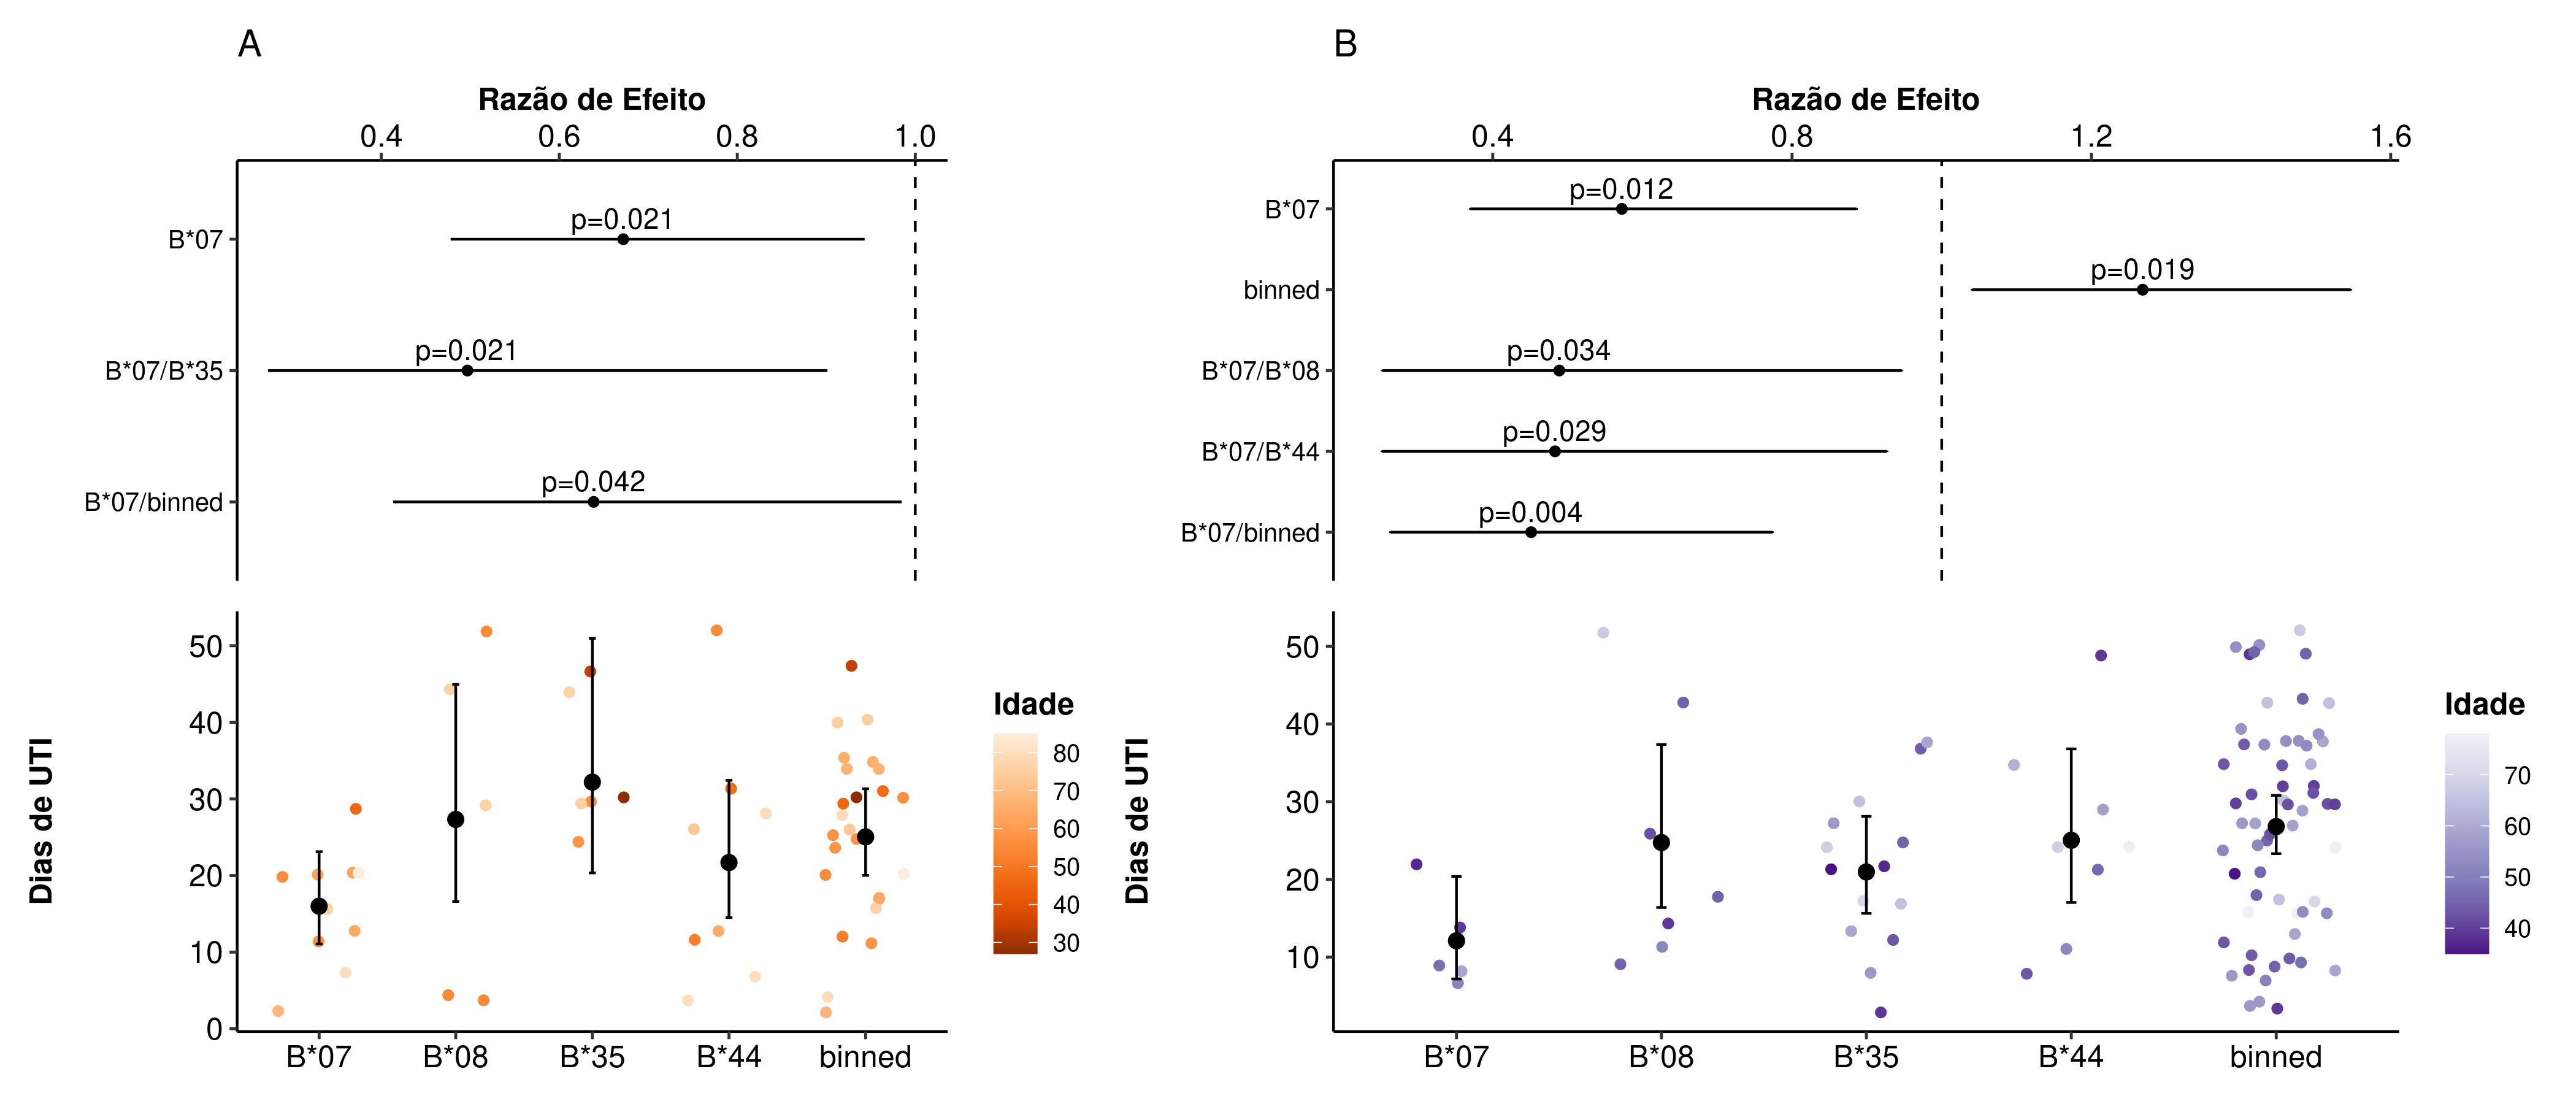 A
Razão de Efeito
0.4 0.6 0.8 1.0
B*07
p=0.021
B*07/B*35
p=0.021
B*07/binned
p=0.042
Dias de UTI
50
40
30
20
10
0
B*07 B*08 B*35 B*44 binned
Idade
80
70
60
50
40
30
B
Razão de Efeito
0.4 0.8 1.2 1.6
B*07
p=0.012
binned
p=0.019
B*07/B*08
p=0.034
B*07/B*44
p=0.029
B*07/binned
p=0.004
Dias de UTI
50
40
30
20
10
B*07 B*08 B*35 B*44 binned
Idade
70
60
50
40